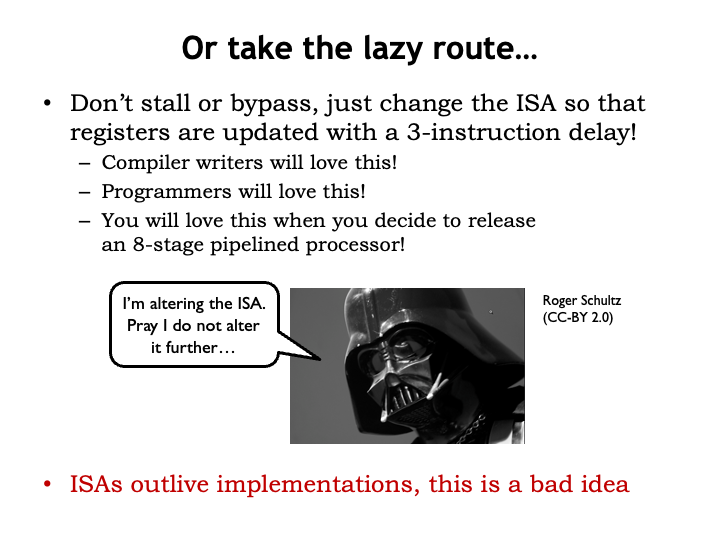 Or take the lazy route…
• Don’t stall or bypass, just change the ISA so that
registers are updated with a 3-instruction delay!
– Compiler writers will love this!
– Programmers will love this!
– You will love this when you decide to release
an 8-stage pipelined processor!
I’m altering the ISA.
Pray I do not alter
it further…
Roger Schultz
(CC-BY 2.0)
• ISAs outlive implementations, this is a bad idea